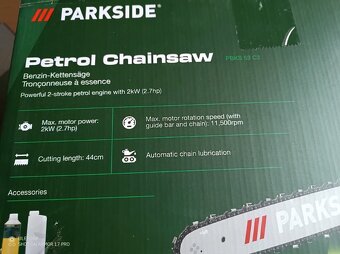 /// PARKSIDE®
Petrol Chainsaw
Benzin-Kettensäge
Tronçonneuse à essence
Powerful 2-stroke petrol engine with 2kW (2.7hp)
Max. motor power:
2kW (2.7hp)
Max. motor rotation speed (with
guide bar and chain): 11,500rpm
Cutting length: 44cm
Automatic chain lubrication
Accessories
/// PARKS